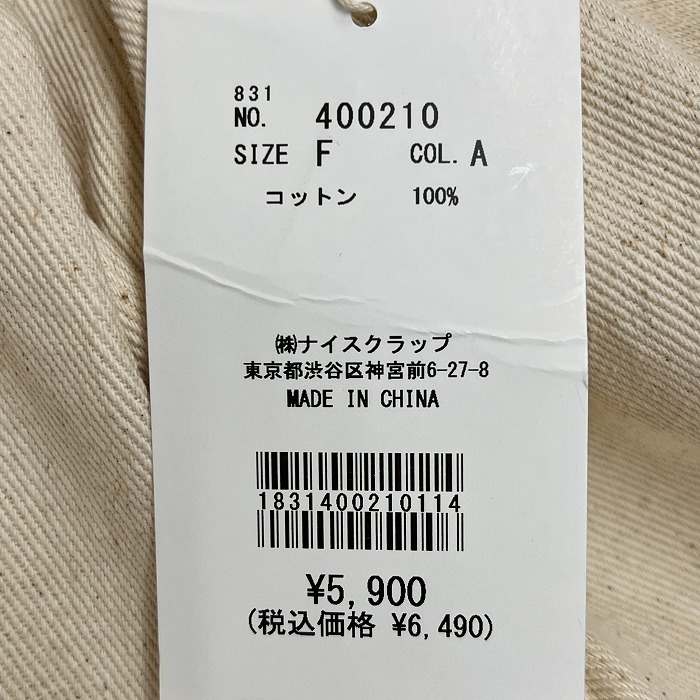 831
NO. 400210
SIZE F COL. A
コットン 100%
㈱ナイスクラップ
東京都渋谷区神宮前6-27-8
MADE IN CHINA
1831400210114
¥5,900
(税込価格 ¥6,490)